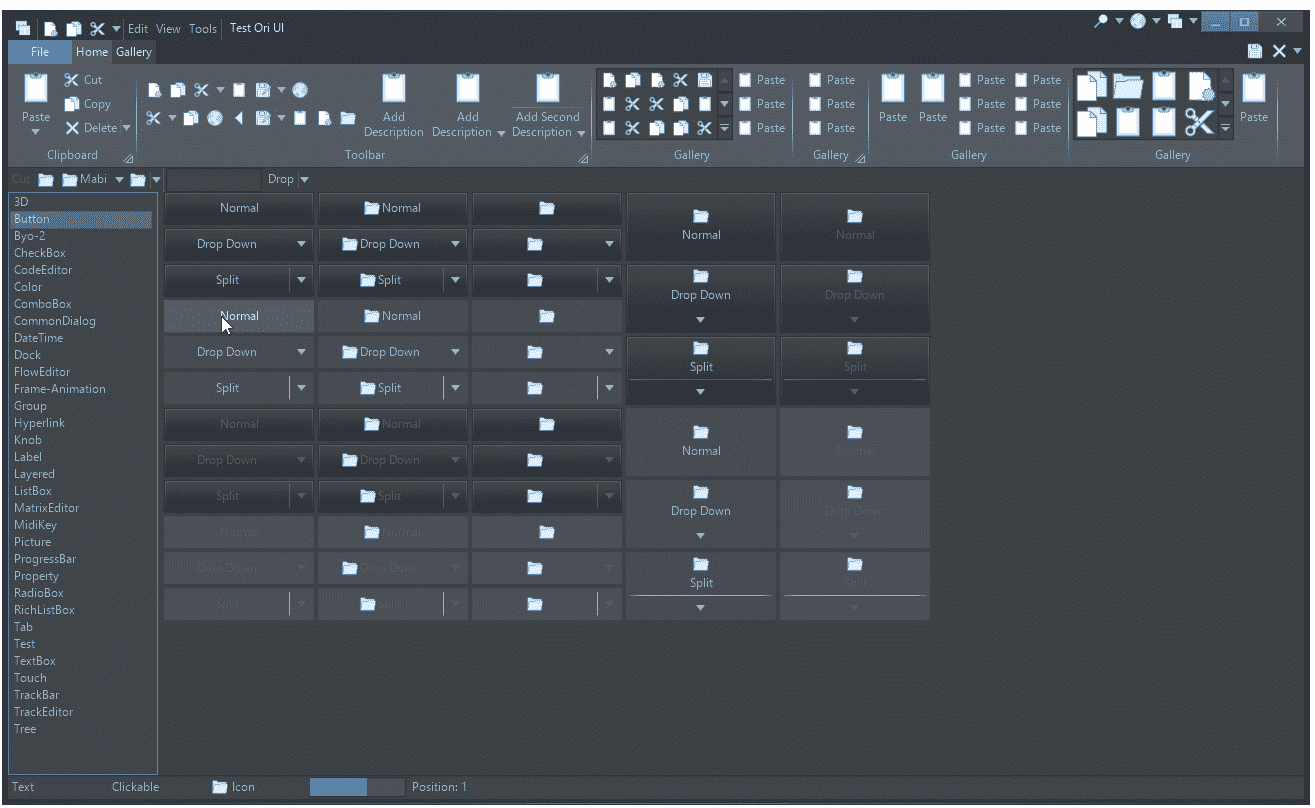 Edit View Tools Test Ori UI
File Home Gallery
Paste
Cut
Copy
Delete
Clipboard
Add
Description
Add
Description
Add Second
Description
Toolbar
Paste
Paste
Paste
Gallery
Paste
Paste
Paste
Gallery
Paste Paste
Paste Paste
Paste Paste
Paste Paste
Gallery
Paste
Gallery
Cut Mabi Drop
3D
Button
Byo-2
CheckBox
CodeEditor
Color
ComboBox
CommonDialog
DateTime
Dock
FlowEditor
Frame-Animation
Group
Hyperlink
Knob
Label
Layered
ListBox
MatrixEditor
MidiKey
Picture
ProgressBar
Property
RadioBox
RichListBox
Tab
Test
TextBox
Touch
TrackBar
TrackEditor
Tree
Normal Normal
Drop Down Drop Down
Split Split
Normal Normal
Drop Down Drop Down
Split Split
Normal Normal
Drop Down Drop Down
Split Split
Normal Normal
Drop Down Drop Down
Split Split
Normal Normal
Drop Down Drop Down
Split Split
Normal Normal
Drop Down Drop Down
Split Split
Text Clickable Icon Position: 1